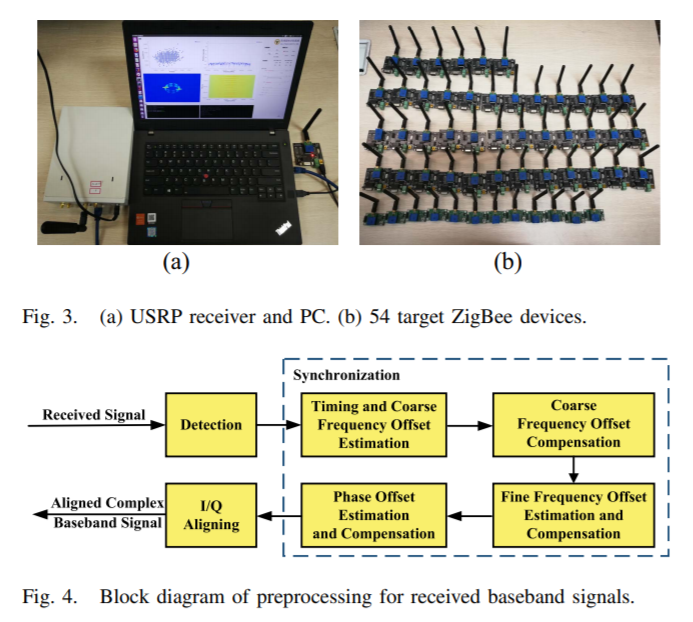 ThinkPad
(a)
(b)
Fig. 3. (a) USRP receiver and PC. (b) 54 target ZigBee devices.
Synchronization
Received Signal
Detection
Timing and Coarse
Frequency Offset
Estimation
Coarse
Frequency Offset
Compensation
Aligned Complex
Baseband Signal
I/Q
Aligning
Phase Offset
Estimation
and Compensation
Fine Frequency Offset
Estimation and
Compensation
Fig. 4. Block diagram of preprocessing for received baseband signals.